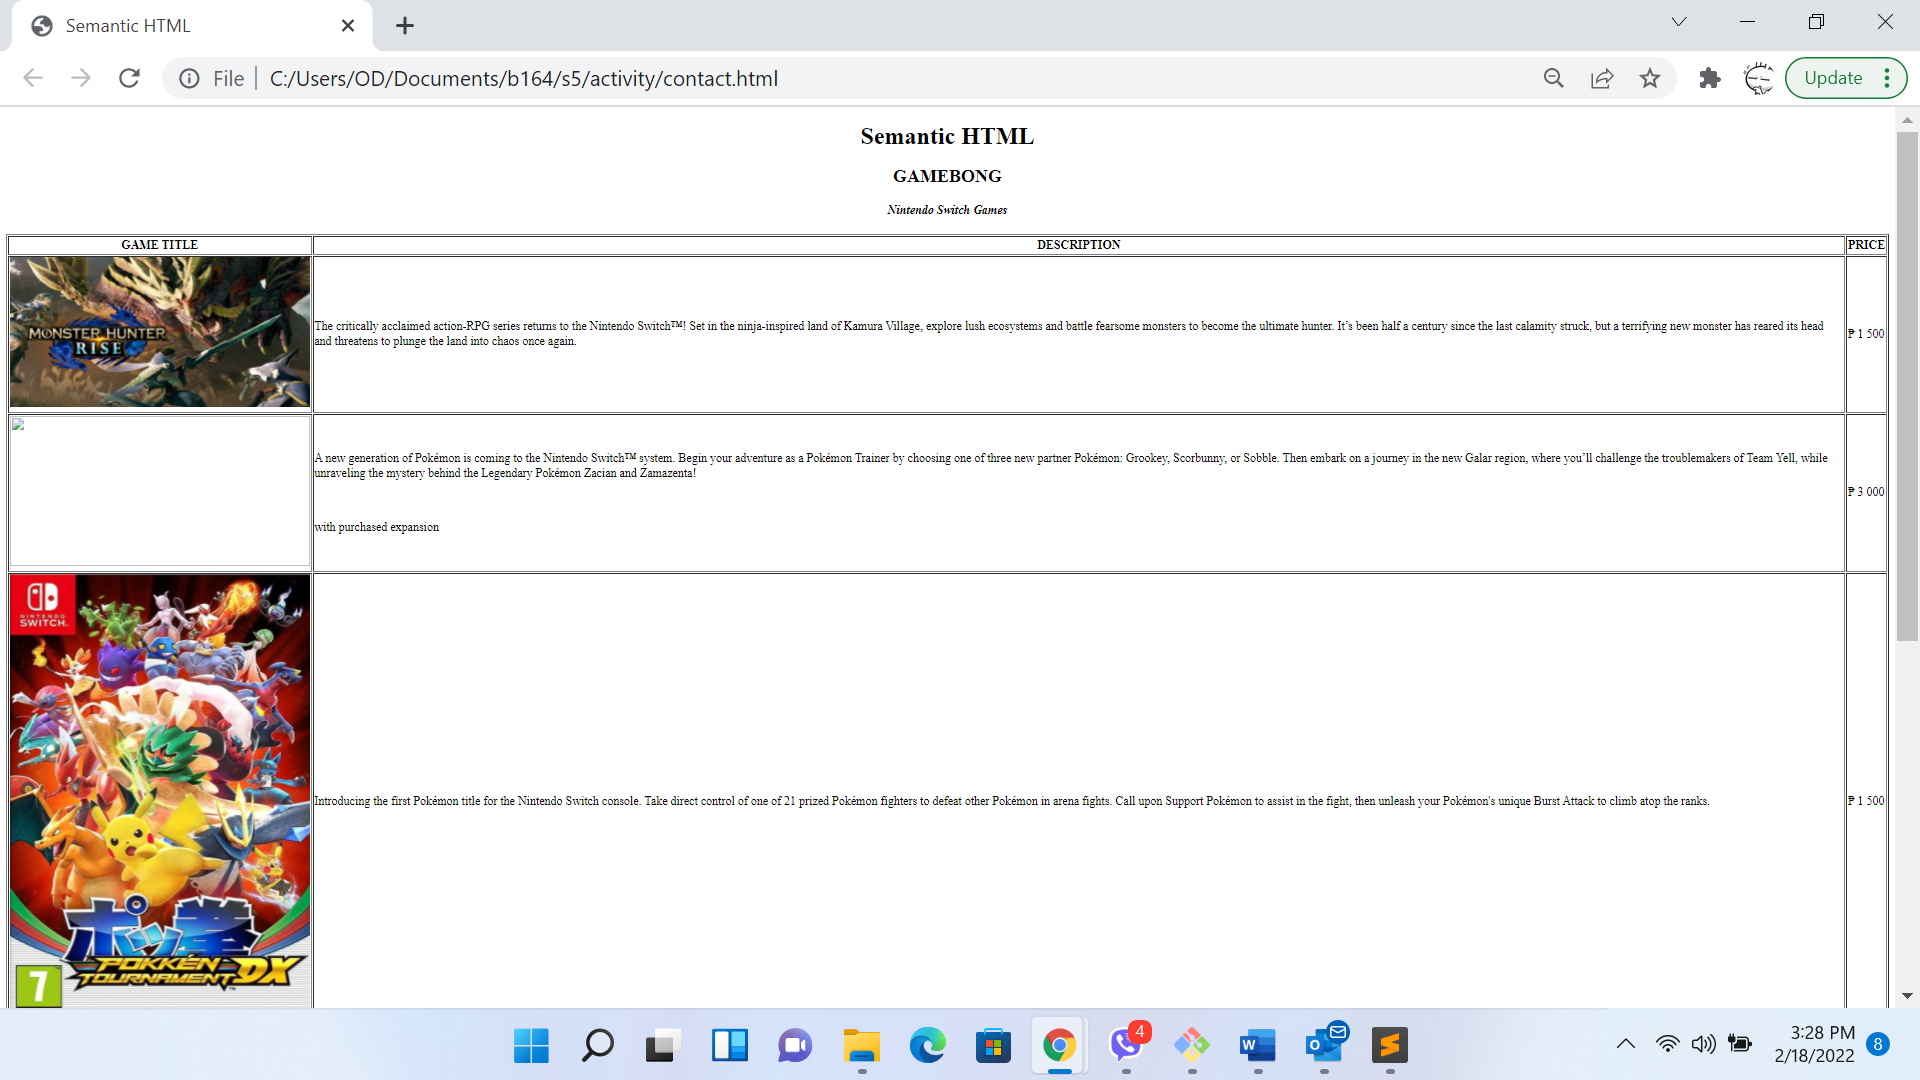 Semantic HTML
File C:/Users/OD/Documents/b164/s5/activity/contact.html
Update
Semantic HTML
GAMEBONG
Nintendo Switch Games
GAME TITLE DESCRIPTION PRICE
MONSTER HUNTER
RISE
The critically acclaimed action-RPG series returns to the Nintendo Switch™! Set in the ninja-inspired land of Kamura Village, explore lush ecosystems and battle fearsome monsters to become the ultimate hunter. It’s been half a century since the last calamity struck, but a terrifying new monster has reared its head
and threatens to plunge the land into chaos once again.
₱ 1 500
A new generation of Pokémon is coming to the Nintendo Switch™ system. Begin your adventure as a Pokémon Trainer by choosing one of three new partner Pokémon: Grookey, Scorbunny, or Sobble. Then embark on a journey in the new Galar region, where you’ll challenge the troublemakers of Team Yell, while
unraveling the mystery behind the Legendary Pokémon Zacian and Zamazenta!
with purchased expansion
₱ 3 000
NINTENDO
SWITCH™
ポッ拳
POKKÉN
TOURNAMENT DX
7
Introducing the first Pokémon title for the Nintendo Switch console. Take direct control of one of 21 prized Pokémon fighters to defeat other Pokémon in arena fights. Call upon Support Pokémon to assist in the fight, then unleash your Pokémon's unique Burst Attack to climb atop the ranks.
₱ 1 500
4
3:28 PM
2/18/2022
8